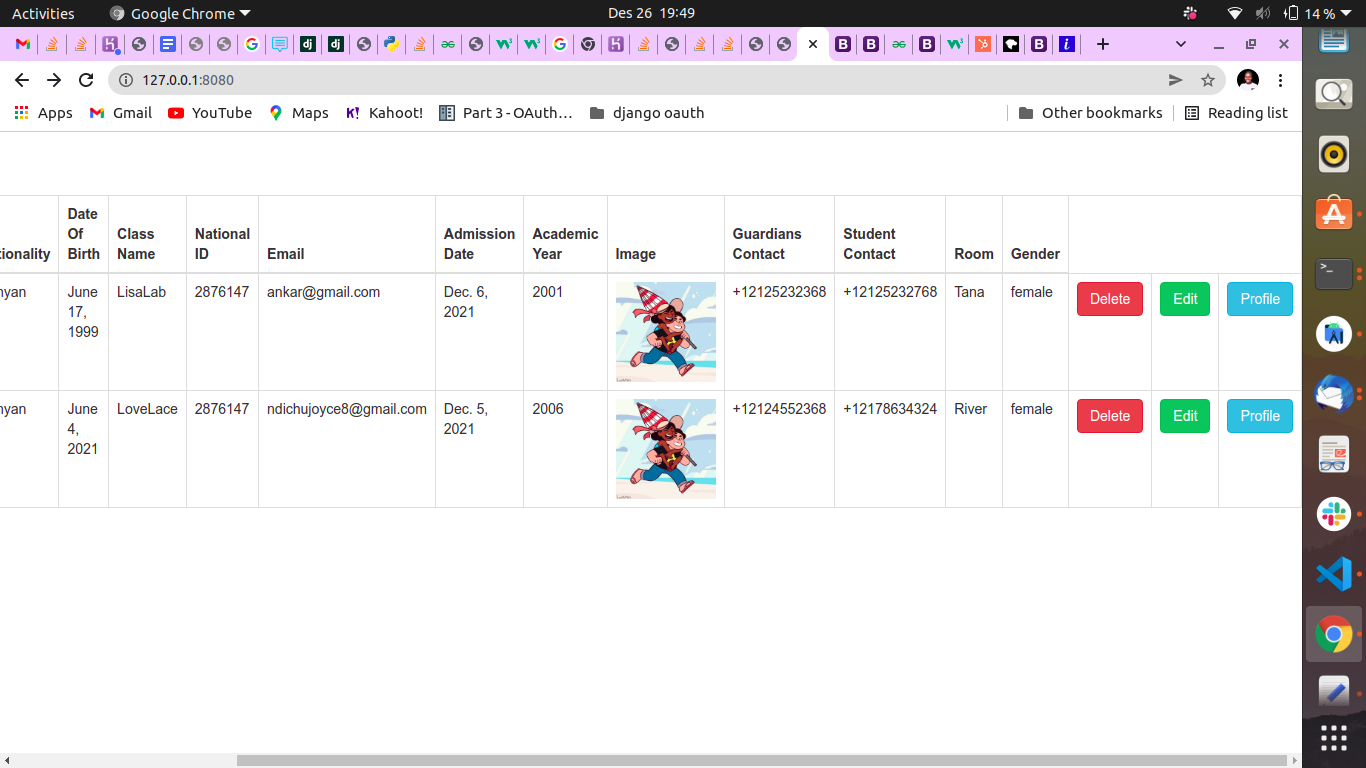 Activities Google Chrome Des 26 19:49 14 %
127.0.0.1:8080
Apps Gmail YouTube Maps Kahoot! Part 3 - OAuth… django oauth Other bookmarks Reading list
ionality Date Of Birth Class Name National ID Email Admission Date Academic Year Image Guardians Contact Student Contact Room Gender
nyan June 17, 1999 LisaLab 2876147 ankar@gmail.com Dec. 6, 2021 2001 +12125232368 +12125232768 Tana female Delete Edit Profile
nyan June 4, 2021 LoveLace 2876147 ndichujoyce8@gmail.com Dec. 5, 2021 2006 +12124552368 +12178634324 River female Delete Edit Profile